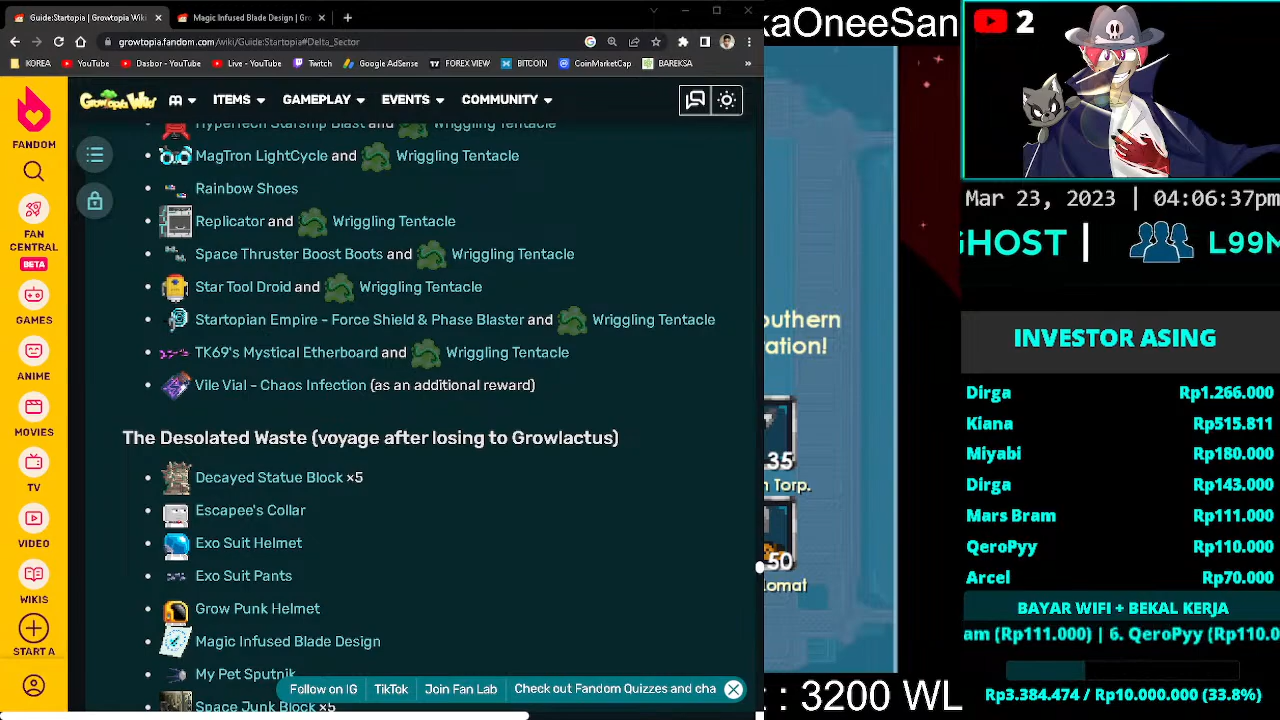 Guide:Startopia | Growtopia Wiki
Magic Infused Blade Design | Gro
growtopia.fandom.com/wiki/Guide:Startopia#Delta_Sector
KOREA
YouTube
Dasbor - YouTube
Live - YouTube
Twitch
Google AdSense
FOREX VIEW
BITCOIN
CoinMarketCap
BAREKSA
FANDOM
FAN CENTRAL
BETA
GAMES
ANIME
MOVIES
TV
VIDEO
WIKIS
START A
Growtopia Wiki
ITEMS
GAMEPLAY
EVENTS
COMMUNITY
HyperTech Starship Blast and Wriggling Tentacle
MagTron LightCycle and Wriggling Tentacle
Rainbow Shoes
Replicator and Wriggling Tentacle
Space Thruster Boost Boots and Wriggling Tentacle
Star Tool Droid and Wriggling Tentacle
Startopian Empire - Force Shield & Phase Blaster and Wriggling Tentacle
TK69's Mystical Etherboard and Wriggling Tentacle
Vile Vial - Chaos Infection (as an additional reward)
The Desolated Waste (voyage after losing to Growlactus)
Decayed Statue Block ×5
Escapee's Collar
Exo Suit Helmet
Exo Suit Pants
Grow Punk Helmet
Magic Infused Blade Design
My Pet Sputnik
Space Junk Block ×5
Follow on IG
TikTok
Join Fan Lab
Check out Fandom Quizzes and cha
kaOneeSan
outhern
ration!
35
n Torp.
50
lomat
: 3200 WL
2
Mar 23, 2023 | 04:06:37pm
GHOST |
L99M
INVESTOR ASING
Dirga Rp1.266.000
Kiana Rp515.811
Miyabi Rp180.000
Dirga Rp143.000
Mars Bram Rp111.000
QeroPyy Rp110.000
Arcel Rp70.000
BAYAR WIFI + BEKAL KERJA
am (Rp111.000) | 6. QeroPyy (Rp110.0
Rp3.384.474 / Rp10.000.000 (33.8%)